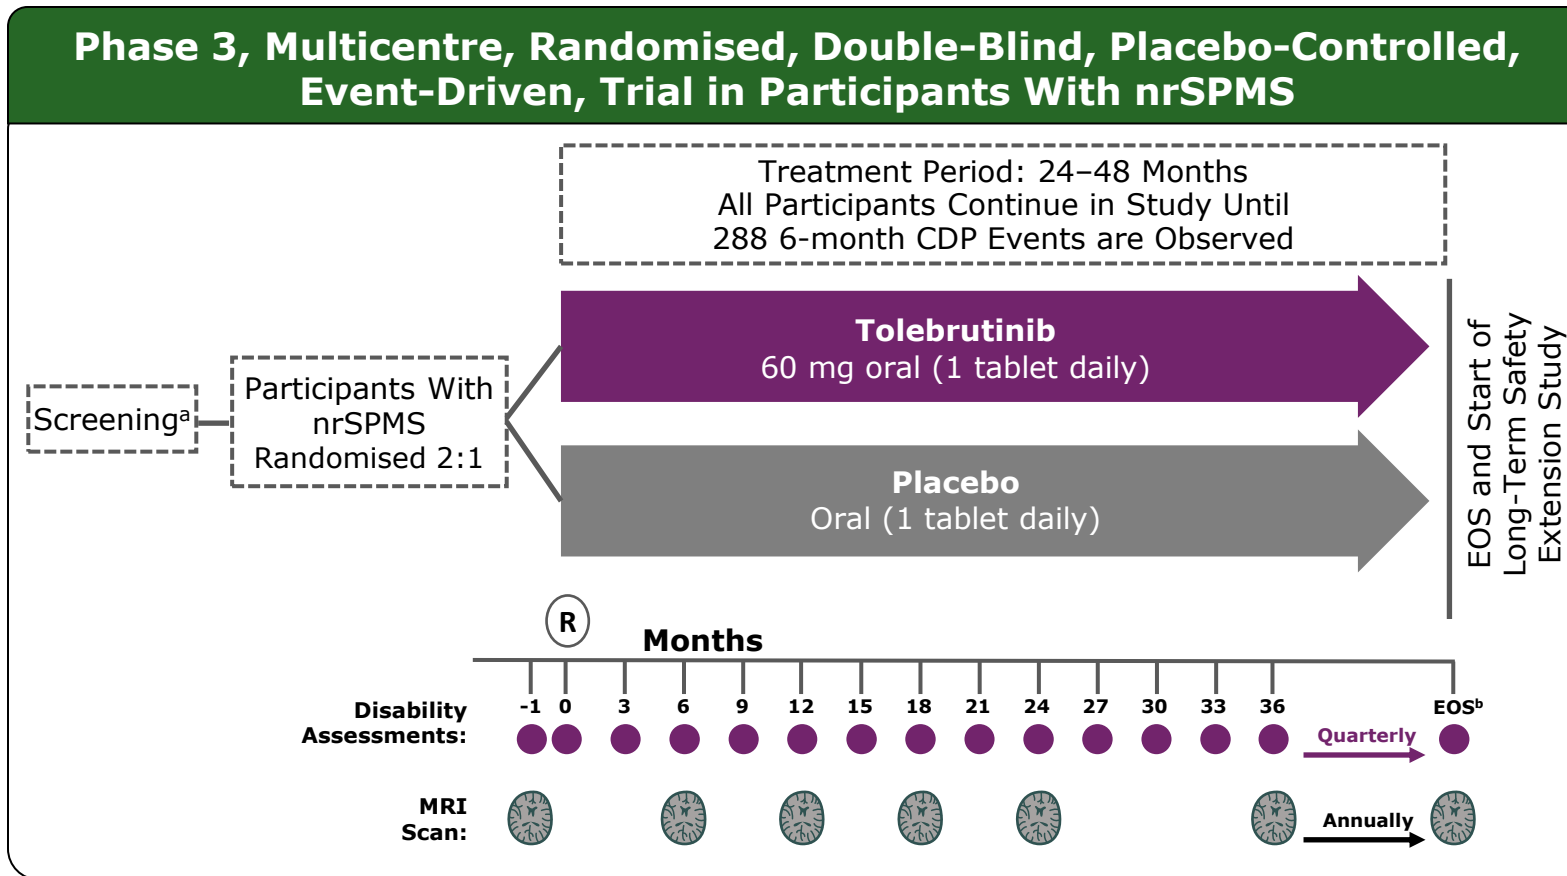 Phase 3, Multicentre, Randomised, Double-Blind, Placebo-Controlled,
Event-Driven, Trial in Participants With nrSPMS
Treatment Period: 24–48 Months
All Participants Continue in Study Until
288 6-month CDP Events are Observed
Screeningᵃ
Participants With
nrSPMS
Randomised 2:1
Tolebrutinib
60 mg oral (1 tablet daily)
Placebo
Oral (1 tablet daily)
EOS and Start of
Long-Term Safety
Extension Study
R
Months
-1 0 3 6 9 12 15 18 21 24 27 30 33 36 EOSᵇ
Disability
Assessments:
Quarterly
MRI
Scan:
Annually